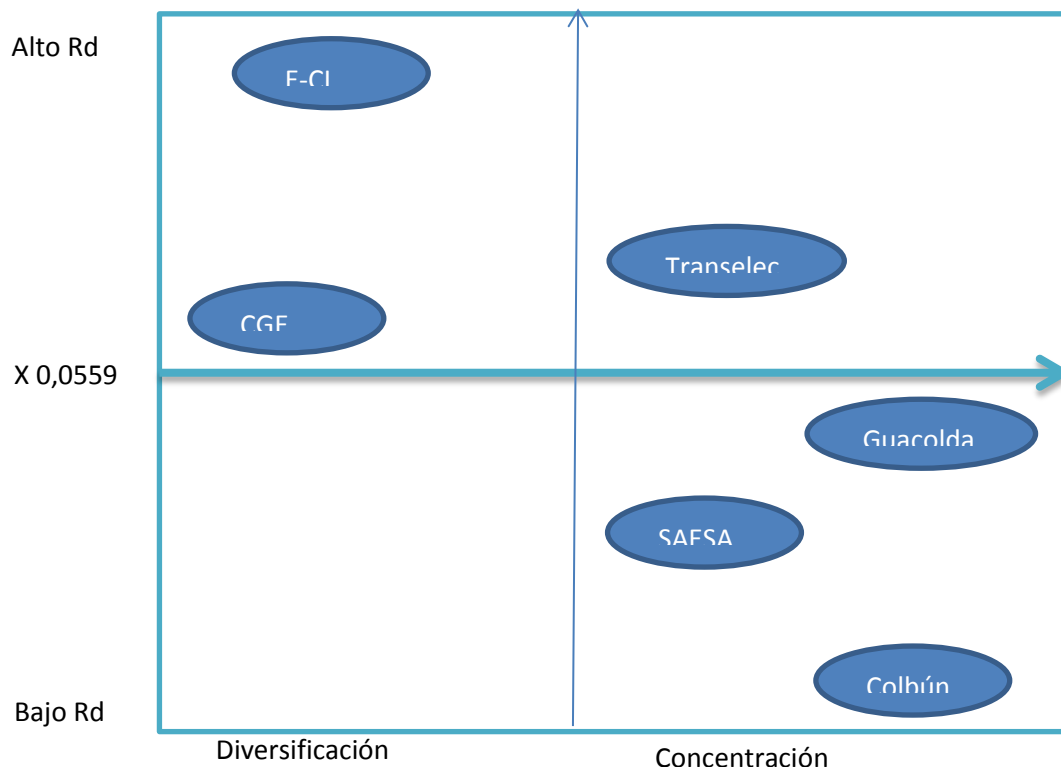 Alto Rd
E-CL
Transelec
CGE
X 0,0559
Guacolda
SAESA
Colbún
Bajo Rd
Diversificación
Concentración